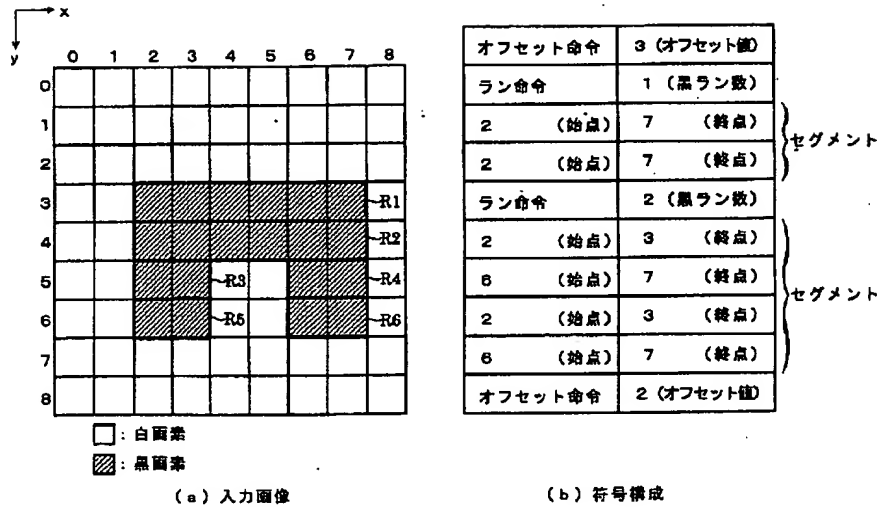 x
y
0 1 2 3 4 5 6 7 8
0
1
2
3
4
5
6
7
8
R1
R2
R3
R4
R5
R6
□：白画素
：黒画素
(a) 入力画像
オフセット命令 3 (オフセット値)
ラン命令 1 (黒ラン数)
2 (始点) 7 (終点)
2 (始点) 7 (終点)
セグメント
ラン命令 2 (黒ラン数)
2 (始点) 3 (終点)
6 (始点) 7 (終点)
2 (始点) 3 (終点)
6 (始点) 7 (終点)
セグメント
オフセット命令 2 (オフセット値)
(b) 符号構成